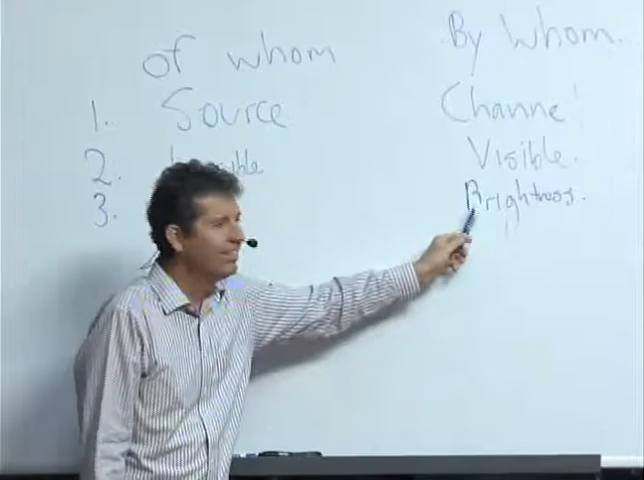 of whom By Whom.
1. Source Channel
2. Visible.
3. Brightness.